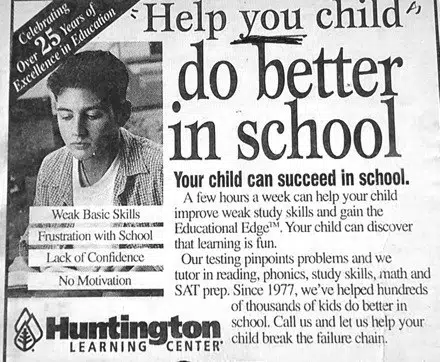 Celebrating
Over 25 Years of
Excellence in Education
"Help you child"
do better
in school
Your child can succeed in school.
A few hours a week can help your child
improve weak study skills and gain the
Educational Edge™. Your child can discover
that learning is fun.
Our testing pinpoints problems and we
tutor in reading, phonics, study skills, math and
SAT prep. Since 1977, we've helped hundreds
of thousands of kids do better in
school. Call us and let us help your
child break the failure chain.
Weak Basic Skills
Frustration with School
Lack of Confidence
No Motivation
Huntington
LEARNING CENTER®